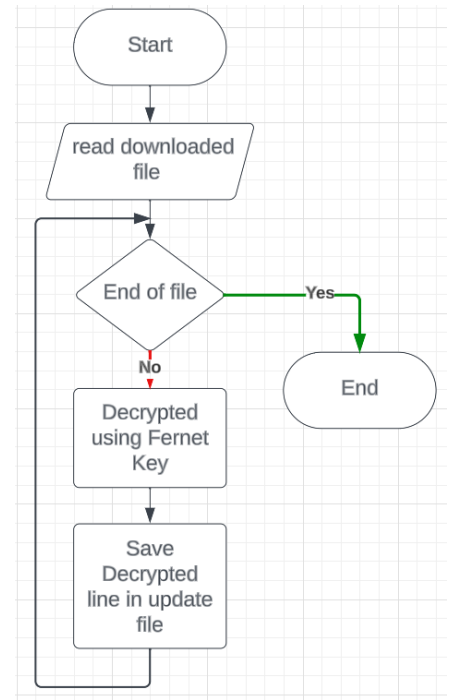 Start
read downloaded
file
End of file
Yes
No
End
Decrypted
using Fernet
Key
Save
Decrypted
line in update
file